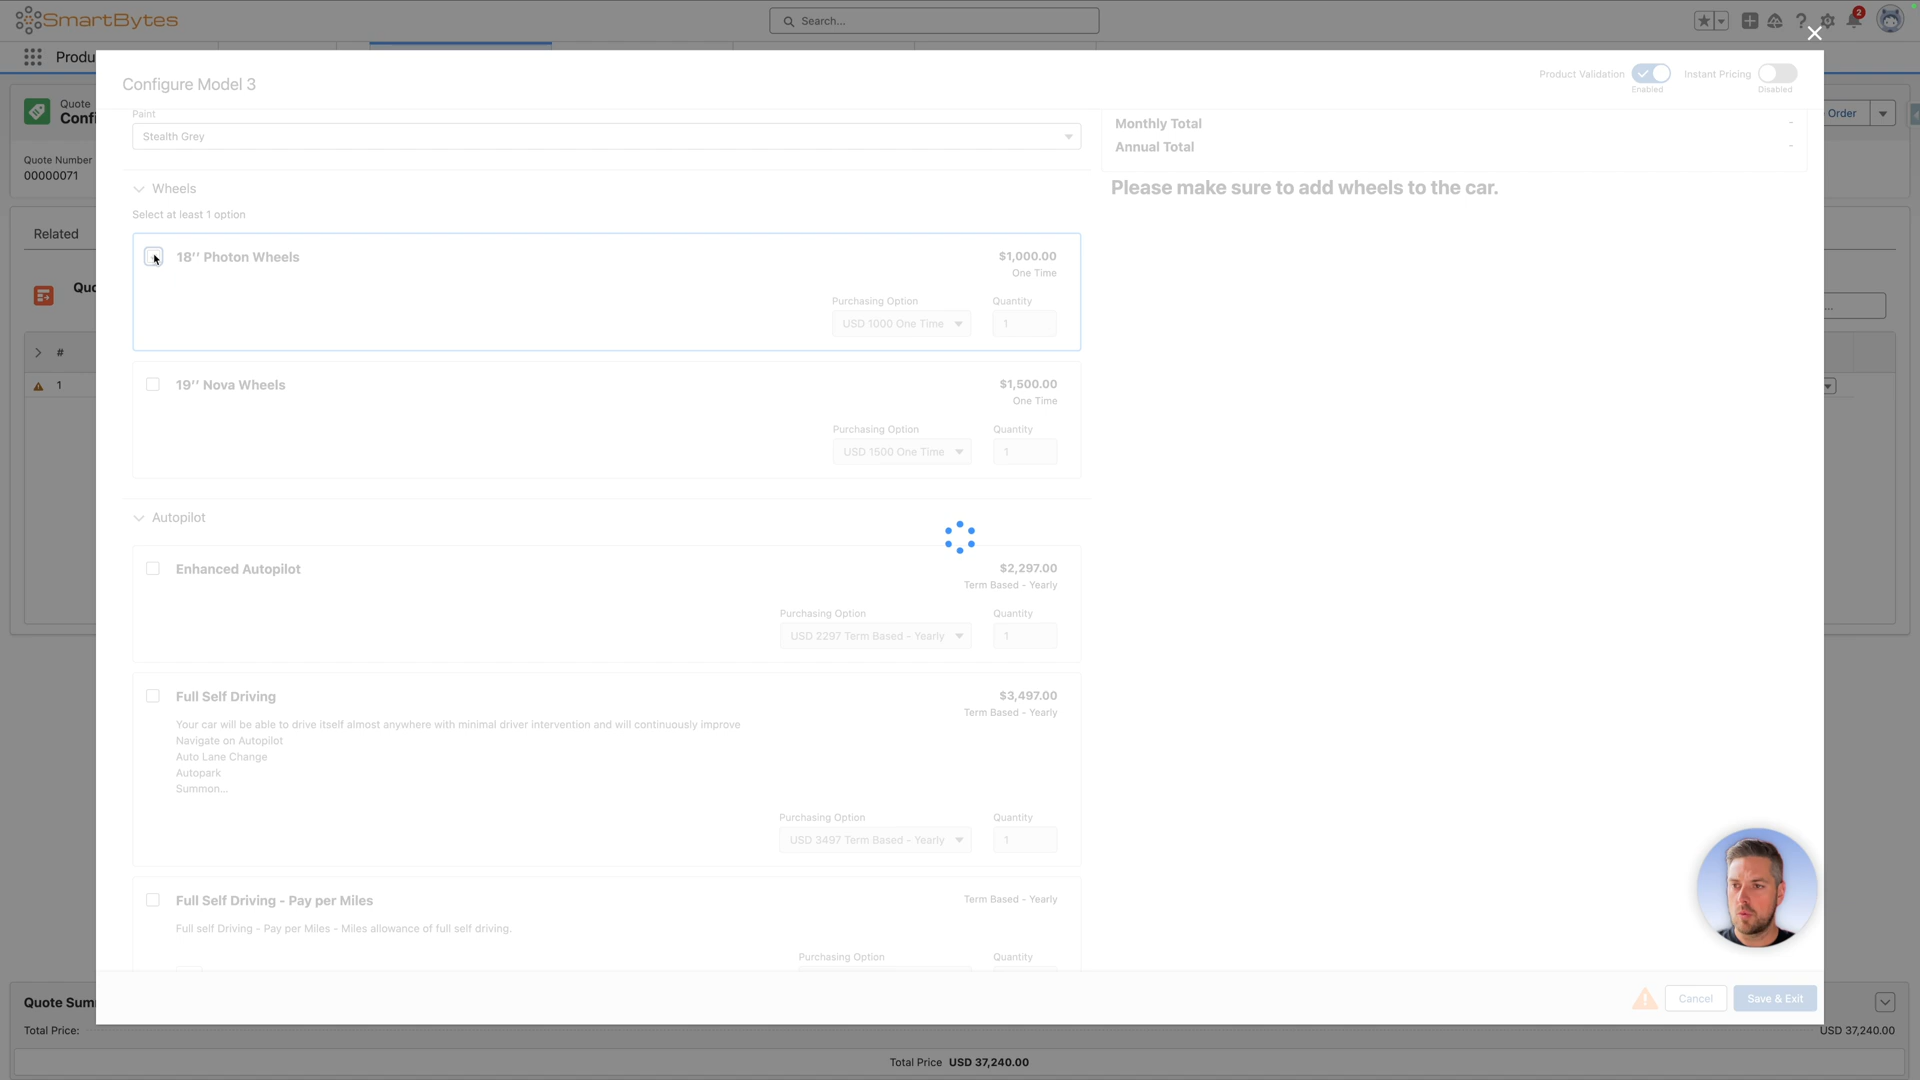 SmartBytes
Search...
2
Produ
Configure Model 3
Product Validation
Enabled
Instant Pricing
Disabled
Quote
Confi
Order
Quote Number
00000071
Paint
Stealth Grey
Monthly Total
-
Annual Total
-
Please make sure to add wheels to the car.
Wheels
Select at least 1 option
Related
18'' Photon Wheels
$1,000.00
One Time
Purchasing Option
Quantity
USD 1000 One Time
1
Quo
...
#
1
19'' Nova Wheels
$1,500.00
One Time
Purchasing Option
Quantity
USD 1500 One Time
1
Autopilot
Enhanced Autopilot
$2,297.00
Term Based - Yearly
Purchasing Option
Quantity
USD 2297 Term Based - Yearly
1
Full Self Driving
$3,497.00
Term Based - Yearly
Your car will be able to drive itself almost anywhere with minimal driver intervention and will continuously improve
Navigate on Autopilot
Auto Lane Change
Autopark
Summon...
Purchasing Option
Quantity
USD 3497 Term Based - Yearly
1
Full Self Driving - Pay per Miles
Term Based - Yearly
Full self Driving - Pay per Miles - Miles allowance of full self driving.
Purchasing Option
Quantity
Cancel
Save & Exit
Quote Sum
Total Price:
USD 37,240.00
Total Price USD 37,240.00